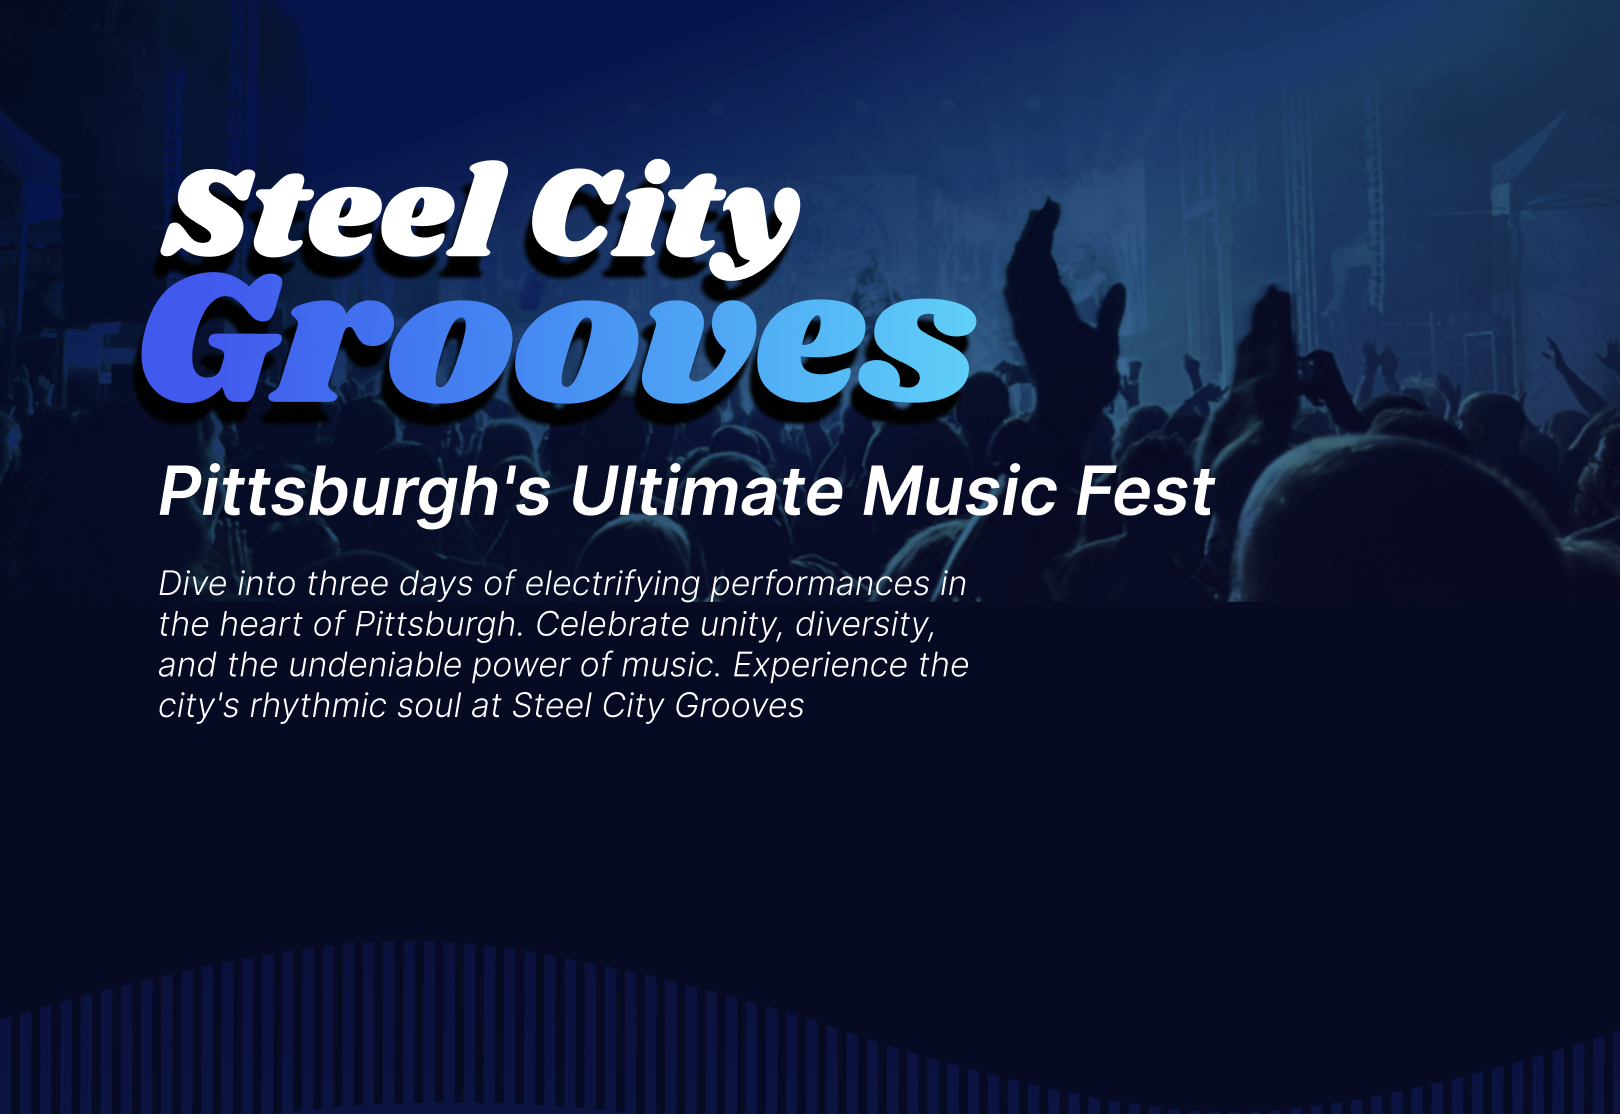 Steel City
Grooves
Pittsburgh's Ultimate Music Fest
Dive into three days of electrifying performances in
the heart of Pittsburgh. Celebrate unity, diversity,
and the undeniable power of music. Experience the
city's rhythmic soul at Steel City Grooves